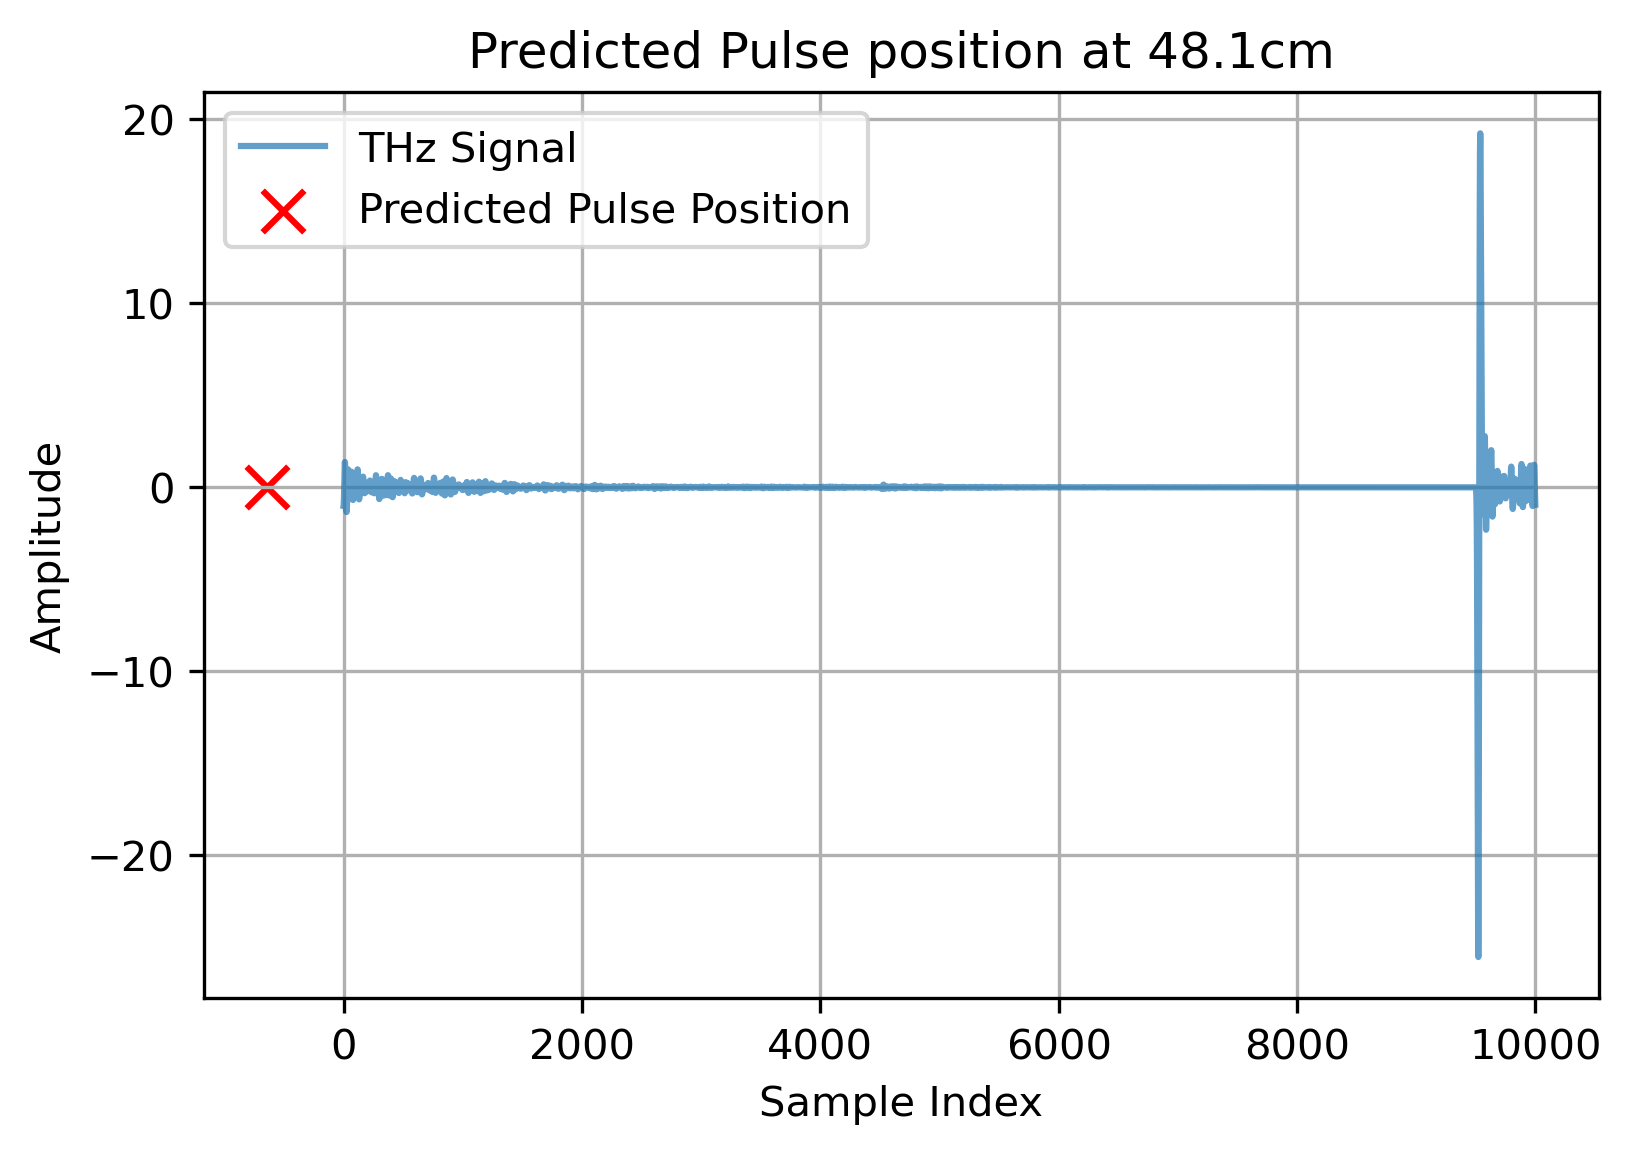 Predicted Pulse position at 48.1cm
THz Signal
Predicted Pulse Position
20
10
0
−10
−20
Amplitude
0 2000 4000 6000 8000 10000
Sample Index